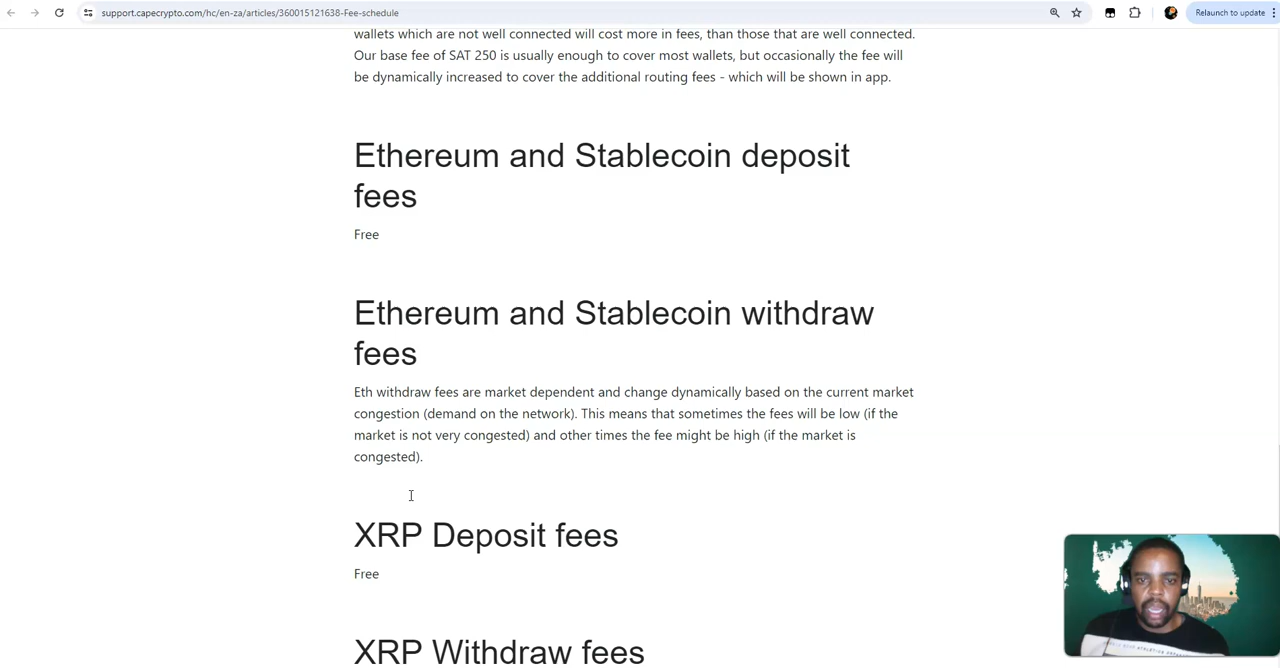 support.capecrypto.com/hc/en-za/articles/360015121638-Fee-schedule
Relaunch to update
wallets which are not well connected will cost more in fees, than those that are well connected.
Our base fee of SAT 250 is usually enough to cover most wallets, but occasionally the fee will
be dynamically increased to cover the additional routing fees - which will be shown in app.
Ethereum and Stablecoin deposit
fees
Free
Ethereum and Stablecoin withdraw
fees
Eth withdraw fees are market dependent and change dynamically based on the current market
congestion (demand on the network). This means that sometimes the fees will be low (if the
market is not very congested) and other times the fee might be high (if the market is
congested).
XRP Deposit fees
Free
XRP Withdraw fees